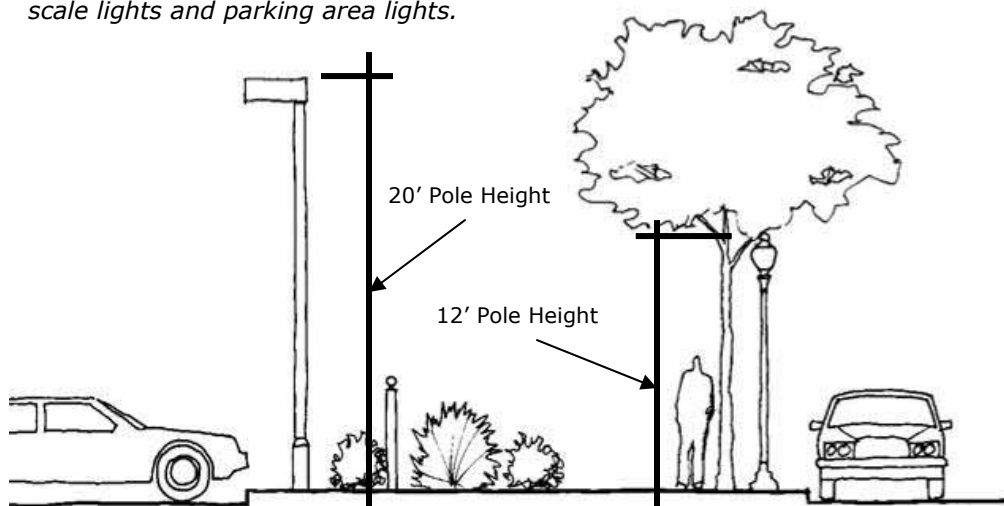 scale lights and parking area lights.
20’ Pole Height
12’ Pole Height